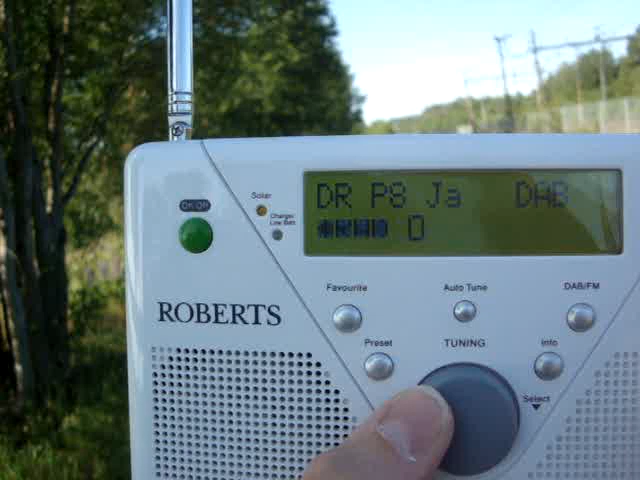 ON/OFF
Solar
Charge/
Low Batt.
DR P8 Ja DAB
Favourite
Auto Tune
DAB/FM
ROBERTS
Preset
TUNING
Info
Select